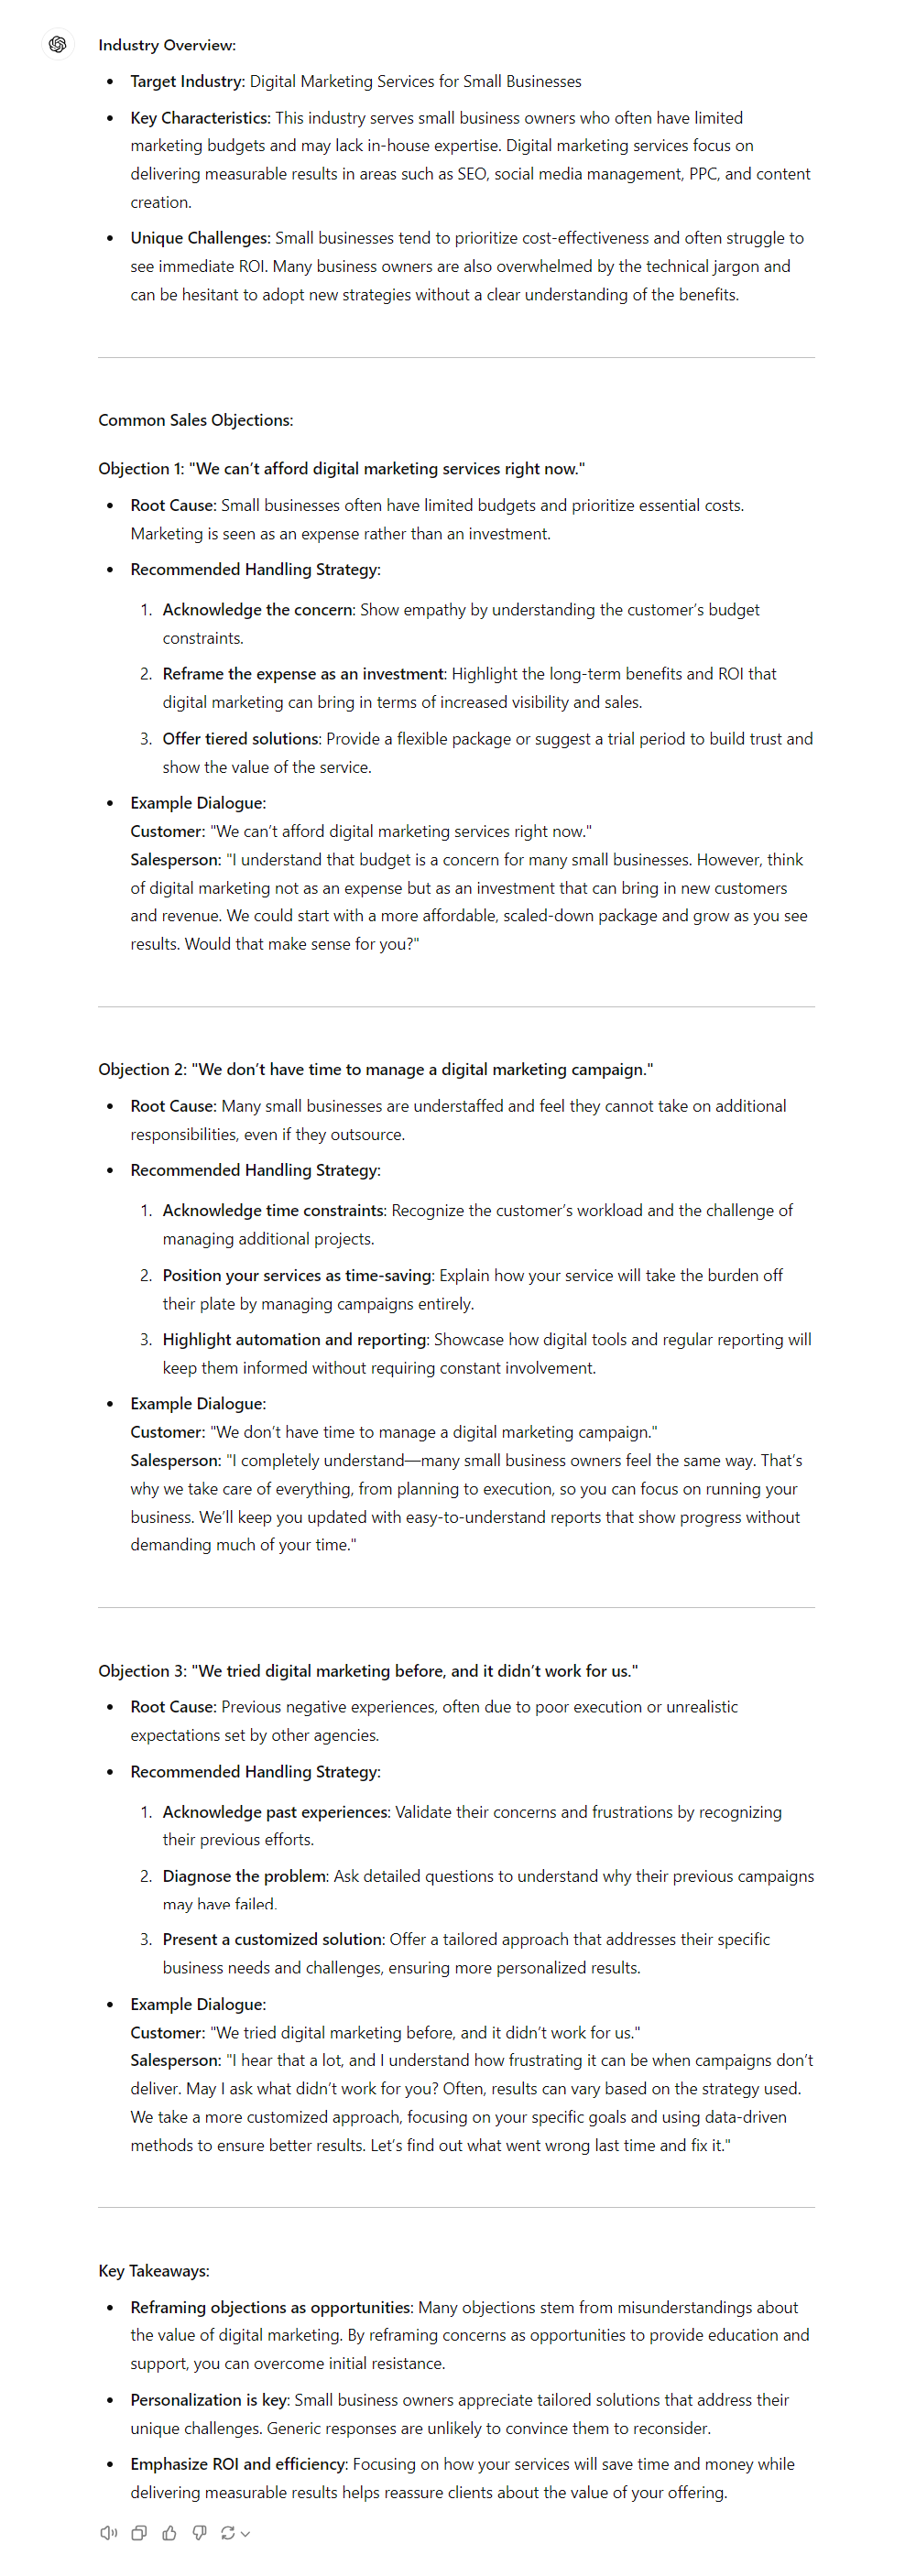 Industry Overview:
• Target Industry: Digital Marketing Services for Small Businesses
• Key Characteristics: This industry serves small business owners who often have limited
marketing budgets and may lack in-house expertise. Digital marketing services focus on
delivering measurable results in areas such as SEO, social media management, PPC, and content
creation.
• Unique Challenges: Small businesses tend to prioritize cost-effectiveness and often struggle to
see immediate ROI. Many business owners are also overwhelmed by the technical jargon and
can be hesitant to adopt new strategies without a clear understanding of the benefits.
Common Sales Objections:
Objection 1: "We can’t afford digital marketing services right now."
• Root Cause: Small businesses often have limited budgets and prioritize essential costs.
Marketing is seen as an expense rather than an investment.
• Recommended Handling Strategy:
1. Acknowledge the concern: Show empathy by understanding the customer’s budget
constraints.
2. Reframe the expense as an investment: Highlight the long-term benefits and ROI that
digital marketing can bring in terms of increased visibility and sales.
3. Offer tiered solutions: Provide a flexible package or suggest a trial period to build trust and
show the value of the service.
• Example Dialogue:
Customer: "We can’t afford digital marketing services right now."
Salesperson: "I understand that budget is a concern for many small businesses. However, think
of digital marketing not as an expense but as an investment that can bring in new customers
and revenue. We could start with a more affordable, scaled-down package and grow as you see
results. Would that make sense for you?"
Objection 2: "We don’t have time to manage a digital marketing campaign."
• Root Cause: Many small businesses are understaffed and feel they cannot take on additional
responsibilities, even if they outsource.
• Recommended Handling Strategy:
1. Acknowledge time constraints: Recognize the customer’s workload and the challenge of
managing additional projects.
2. Position your services as time-saving: Explain how your service will take the burden off
their plate by managing campaigns entirely.
3. Highlight automation and reporting: Showcase how digital tools and regular reporting will
keep them informed without requiring constant involvement.
• Example Dialogue:
Customer: "We don’t have time to manage a digital marketing campaign."
Salesperson: "I completely understand—many small business owners feel the same way. That’s
why we take care of everything, from planning to execution, so you can focus on running your
business. We’ll keep you updated with easy-to-understand reports that show progress without
demanding much of your time."
Objection 3: "We tried digital marketing before, and it didn’t work for us."
• Root Cause: Previous negative experiences, often due to poor execution or unrealistic
expectations set by other agencies.
• Recommended Handling Strategy:
1. Acknowledge past experiences: Validate their concerns and frustrations by recognizing
their previous efforts.
2. Diagnose the problem: Ask detailed questions to understand why their previous campaigns
may have failed.
3. Present a customized solution: Offer a tailored approach that addresses their specific
business needs and challenges, ensuring more personalized results.
• Example Dialogue:
Customer: "We tried digital marketing before, and it didn’t work for us."
Salesperson: "I hear that a lot, and I understand how frustrating it can be when campaigns don’t
deliver. May I ask what didn’t work for you? Often, results can vary based on the strategy used.
We take a more customized approach, focusing on your specific goals and using data-driven
methods to ensure better results. Let’s find out what went wrong last time and fix it."
Key Takeaways:
• Reframing objections as opportunities: Many objections stem from misunderstandings about
the value of digital marketing. By reframing concerns as opportunities to provide education and
support, you can overcome initial resistance.
• Personalization is key: Small business owners appreciate tailored solutions that address their
unique challenges. Generic responses are unlikely to convince them to reconsider.
• Emphasize ROI and efficiency: Focusing on how your services will save time and money while
delivering measurable results helps reassure clients about the value of your offering.